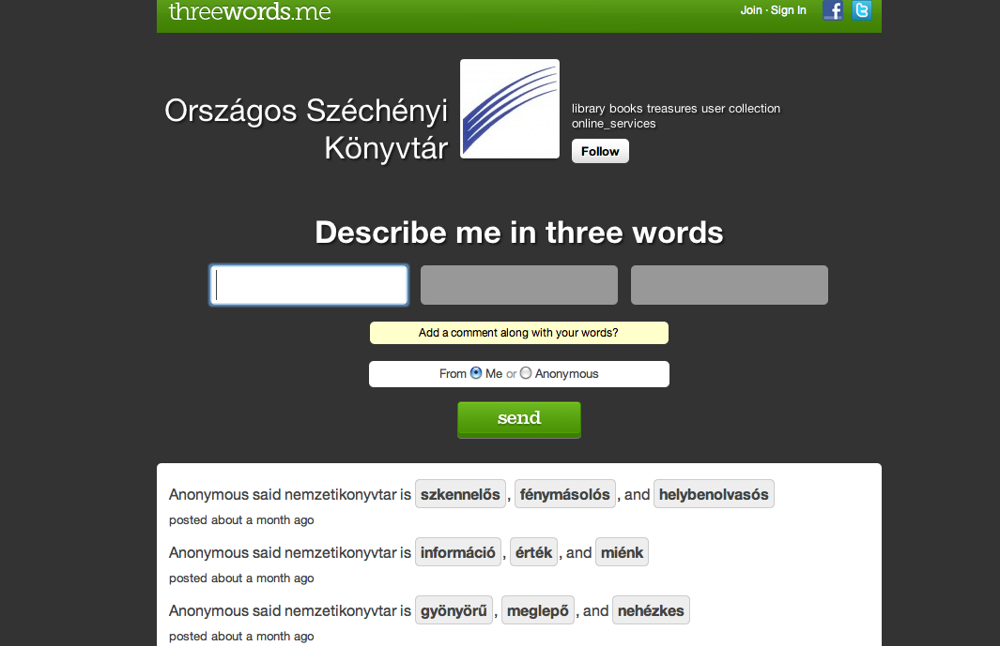 threewords.me
Join · Sign In
Országos Széchényi
Könyvtár
library books treasures user collection
online_services
Follow
Describe me in three words
Add a comment along with your words?
From Me or Anonymous
send
Anonymous said nemzetikonyvtar is szkennelős , fénymásolós , and helybenolvasós
posted about a month ago
Anonymous said nemzetikonyvtar is információ , érték , and miénk
posted about a month ago
Anonymous said nemzetikonyvtar is gyönyörű , meglepő , and nehézkes
posted about a month ago